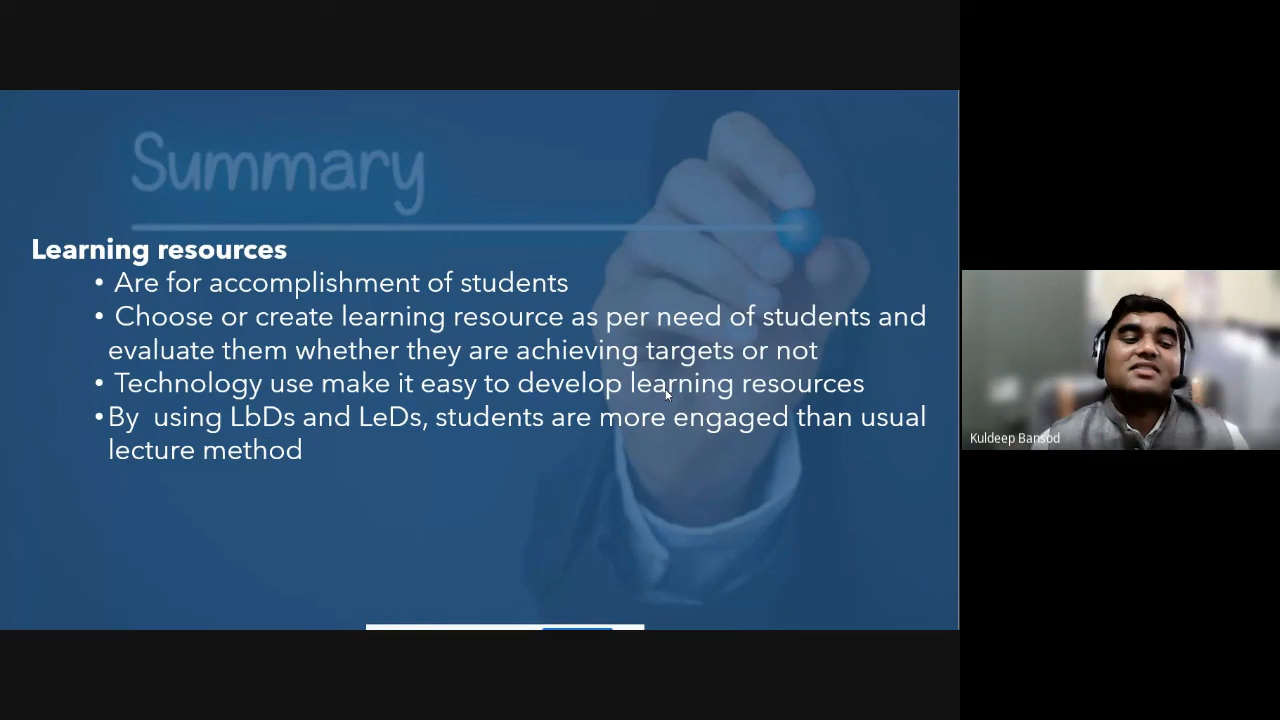 Summary
Learning resources
• Are for accomplishment of students
• Choose or create learning resource as per need of students and
evaluate them whether they are achieving targets or not
• Technology use make it easy to develop learning resources
• By using LbDs and LeDs, students are more engaged than usual
lecture method
Kuldeep Bansod